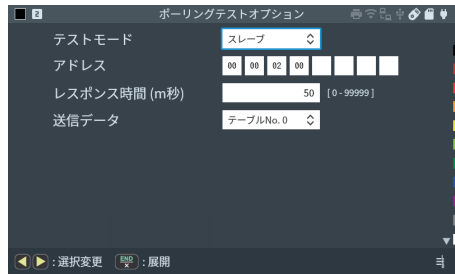 2 ポーリングテストオプション
テストモード スレーブ
アドレス 00 00 02 00
レスポンス時間 (m秒) 50 [0-99999]
送信データ テーブルNo. 0
:選択変更 END × :展開